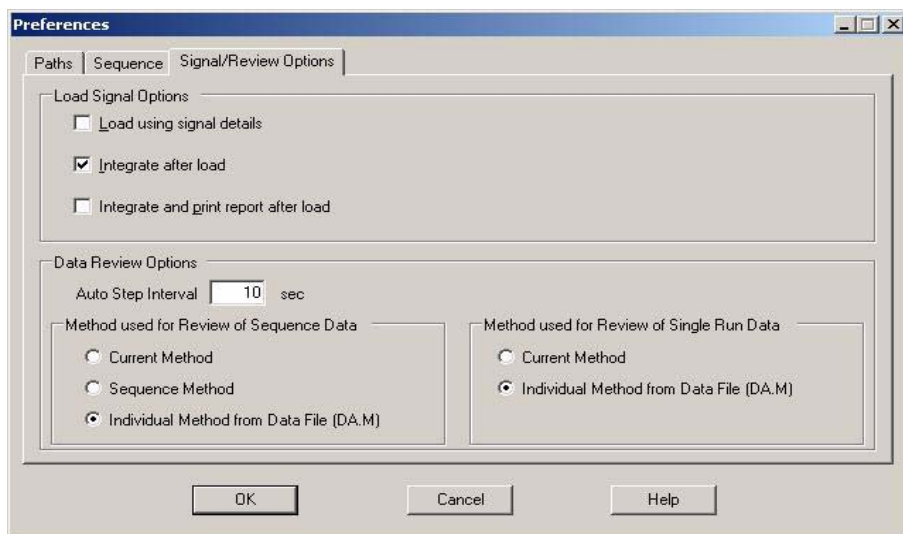 Preferences
Paths Sequence Signal/Review Options
Load Signal Options
Load using signal details
Integrate after load
Integrate and print report after load
Data Review Options
Auto Step Interval 10 sec
Method used for Review of Sequence Data
Current Method
Sequence Method
Individual Method from Data File (DA.M)
Method used for Review of Single Run Data
Current Method
Individual Method from Data File (DA.M)
OK Cancel Help